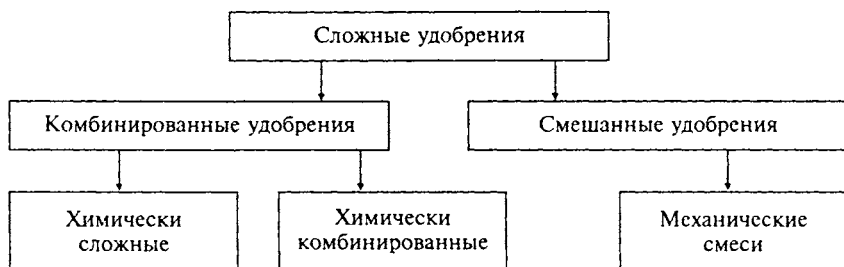 Сложные удобрения
Комбинированные удобрения
Смешанные удобрения
Химически
сложные
Химически
комбинированные
Механические
смеси